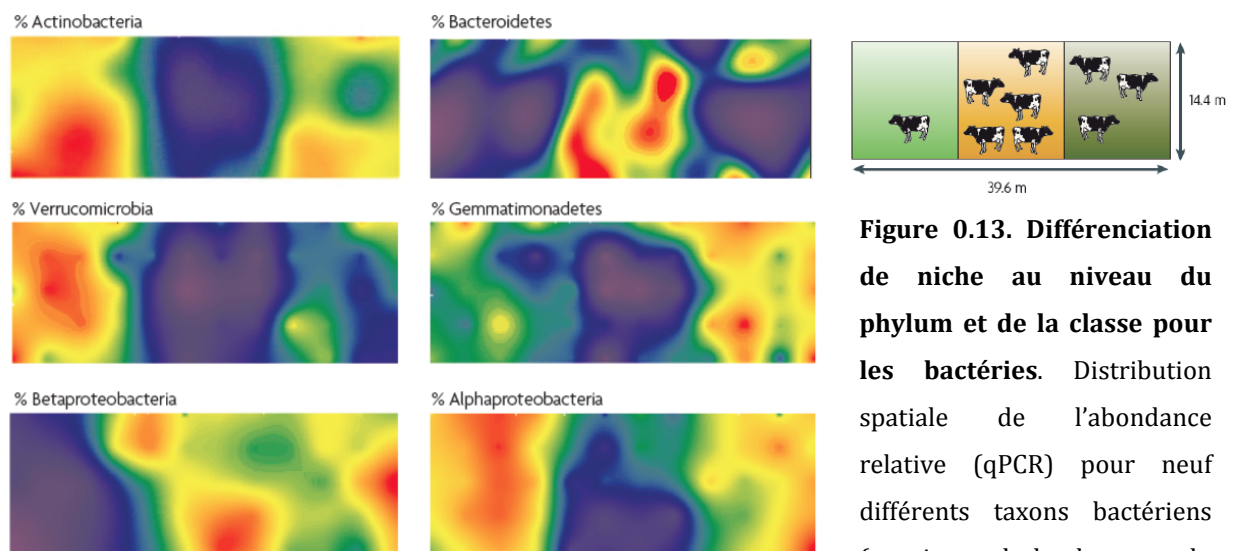 % Actinobacteria
% Bacteroidetes
14.4 m
39.6 m
% Verrucomicrobia
% Gemmatimonadetes
% Betaproteobacteria
% Alphaproteobacteria
Figure 0.13. Différenciation
de niche au niveau du
phylum et de la classe pour
les bactéries. Distribution
spatiale de l’abondance
relative (qPCR) pour neuf
différents taxons bactériens